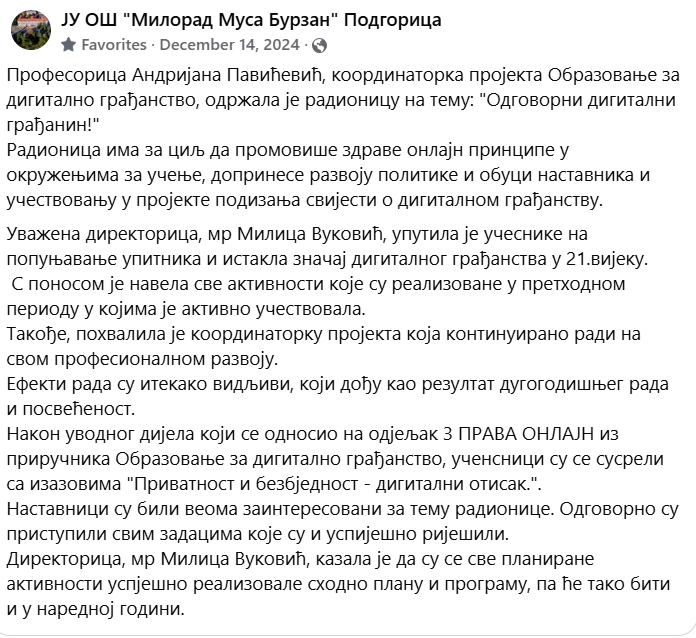 ЈУ ОШ "Милорад Муса Бурзан" Подгорица
Favorites · December 14, 2024 ·
Професорица Андријана Павићевић, координаторка пројекта Образовање за
дигитално грађанство, одржала је радионицу на тему: "Одговорни дигитални
грађанин!"
Радионица има за циљ да промовише здраве онлајн принципе у
окружењима за учење, допринесе развоју политике и обуци наставника и
учествовању у пројекте подизања свијести о дигиталном грађанству.
Уважена директорица, мр Милица Вуковић, упутила је учеснике на
попуњавање упитника и истакла значај дигиталног грађанства у 21.вијеку.
С поносом је навела све активности које су реализоване у претходном
периоду у којима је активно учествовала.
Такође, похвалила је координаторку пројекта која континуирано ради на
свом професионалном развоју.
Ефекти рада су итекако видљиви, који дођу као резултат дугогодишњег рада
и посвећеност.
Након уводног дијела који се односио на одјељак 3 ПРАВА ОНЛАЈН из
приручника Образовање за дигитално грађанство, ученсници су се сусрели
са изазовима "Приватност и безбједност - дигитални отисак.".
Наставници су били веома заинтересовани за тему радионице. Одговорно су
приступили свим задацима које су и успијешно ријешили.
Директорица, мр Милица Вуковић, казала је да су се све планиране
активности успјешно реализовале сходно плану и програму, па ће тако бити
и у наредној години.